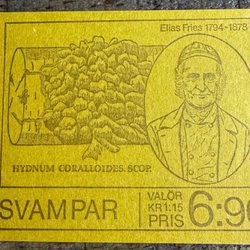 Elias Fries 1794-1878
HYDNUM CORALLOIDES. SCOP.
SVAMPAR
VALÖR
KR 1:15
PRIS
6:90